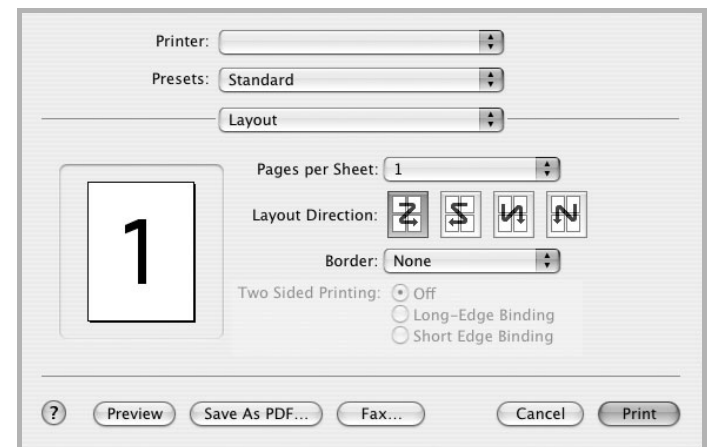 Printer:
Presets: Standard
Layout
Pages per Sheet: 1
1
Layout Direction:
Border: None
Two Sided Printing: Off
Long-Edge Binding
Short Edge Binding
? Preview Save As PDF... Fax... Cancel Print